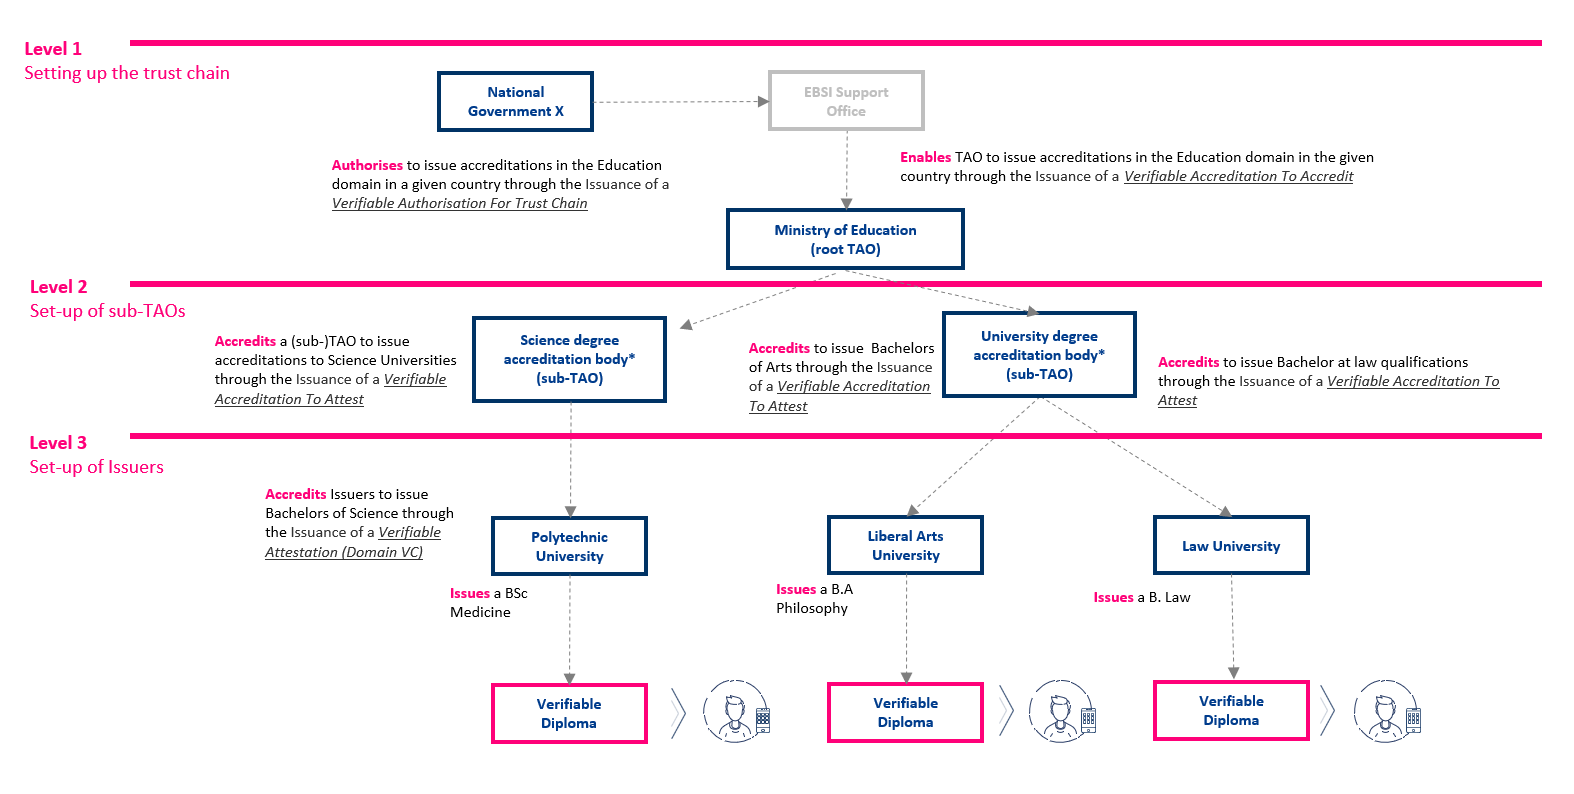 Level 1
Setting up the trust chain
National
Government X
EBSI Support
Office
Authorises to issue accreditations in the Education
domain in a given country through the Issuance of a
Verifiable Authorisation For Trust Chain
Enables TAO to issue accreditations in the Education domain in the given
country through the Issuance of a Verifiable Accreditation To Accredit
Ministry of Education
(root TAO)
Level 2
Set-up of sub-TAOs
Accredits a (sub-)TAO to issue
accreditations to Science Universities
through the Issuance of a Verifiable
Accreditation To Attest
Science degree
accreditation body*
(sub-TAO)
Accredits to issue  Bachelors
of Arts through the Issuance
of a Verifiable Accreditation
To Attest
University degree
accreditation body*
(sub-TAO)
Accredits to issue Bachelor at law qualifications
through the Issuance of a Verifiable Accreditation To
Attest
Level 3
Set-up of Issuers
Accredits Issuers to issue
Bachelors of Science through
the Issuance of a Verifiable
Attestation (Domain VC)
Polytechnic
University
Liberal Arts
University
Law University
Issues a BSc
Medicine
Issues a B.A
Philosophy
Issues a B. Law
Verifiable
Diploma
Verifiable
Diploma
Verifiable
Diploma